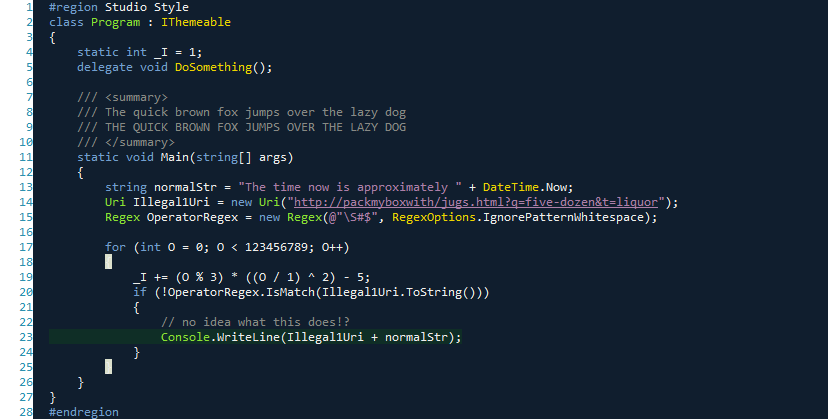 1 #region Studio Style
2 class Program : IThemeable
3 {
4     static int _I = 1;
5     delegate void DoSomething();
6
7     /// <summary>
8     /// The quick brown fox jumps over the lazy dog
9     /// THE QUICK BROWN FOX JUMPS OVER THE LAZY DOG
10     /// </summary>
11     static void Main(string[] args)
12     {
13         string normalStr = "The time now is approximately " + DateTime.Now;
14         Uri Illegal1Uri = new Uri("http://packmyboxwith/jugs.html?q=five-dozen&t=liquor");
15         Regex OperatorRegex = new Regex(@"\S#$", RegexOptions.IgnorePatternWhitespace);
16
17         for (int O = 0; O < 123456789; O++)
18
19             _I += (O % 3) * ((O / 1) ^ 2) - 5;
20             if (!OperatorRegex.IsMatch(Illegal1Uri.ToString()))
21             {
22                 // no idea what this does!?
23                 Console.WriteLine(Illegal1Uri + normalStr);
24             }
25
26     }
27 }
28 #endregion